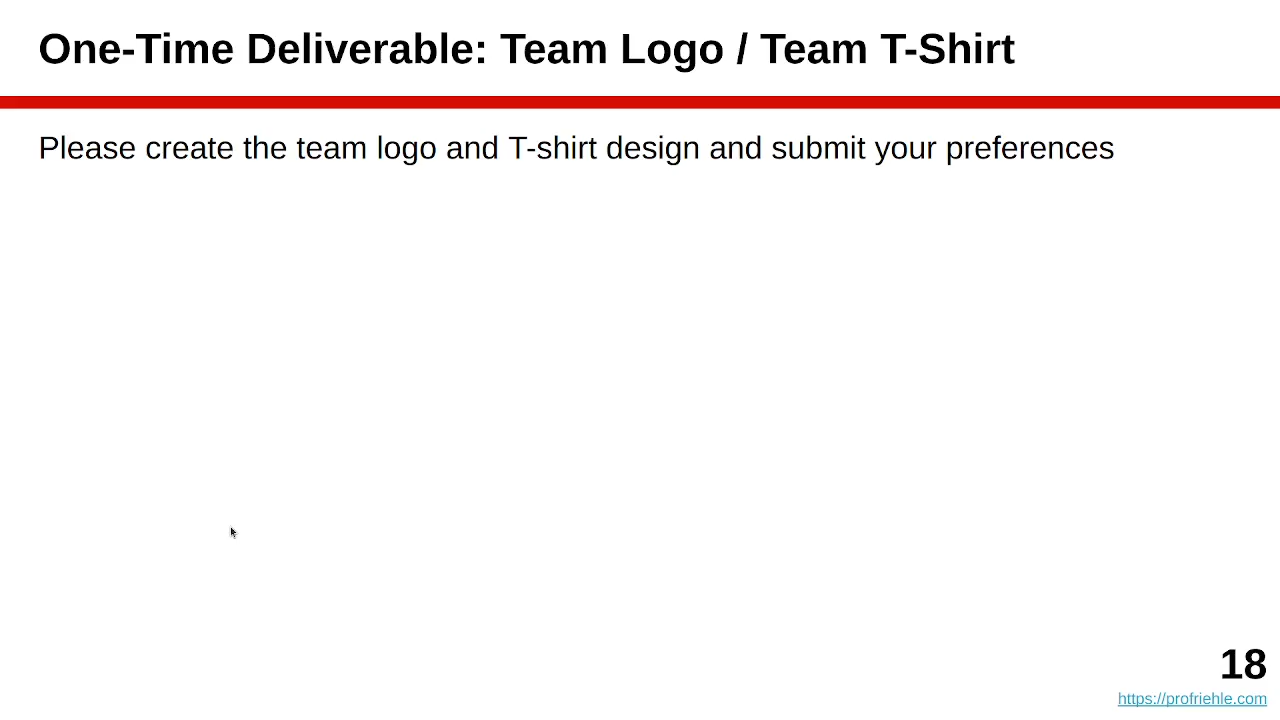 One-Time Deliverable: Team Logo / Team T-Shirt
Please create the team logo and T-shirt design and submit your preferences
18
https://profriehle.com